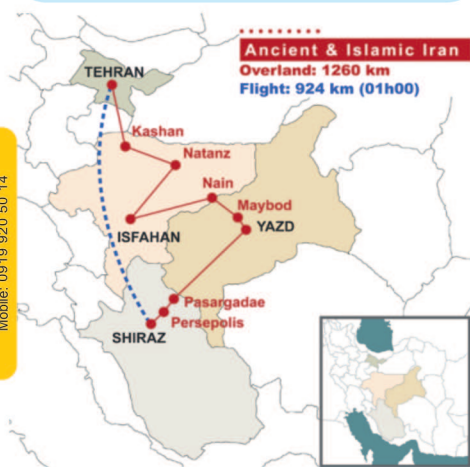 Ancient & Islamic Iran
Overland: 1260 km
Flight: 924 km (01h00)
TEHRAN
Kashan
Natanz
Nain
Maybod
YAZD
ISFAHAN
Pasargadae
Persepolis
SHIRAZ
Mobile: 0919 920 50 14